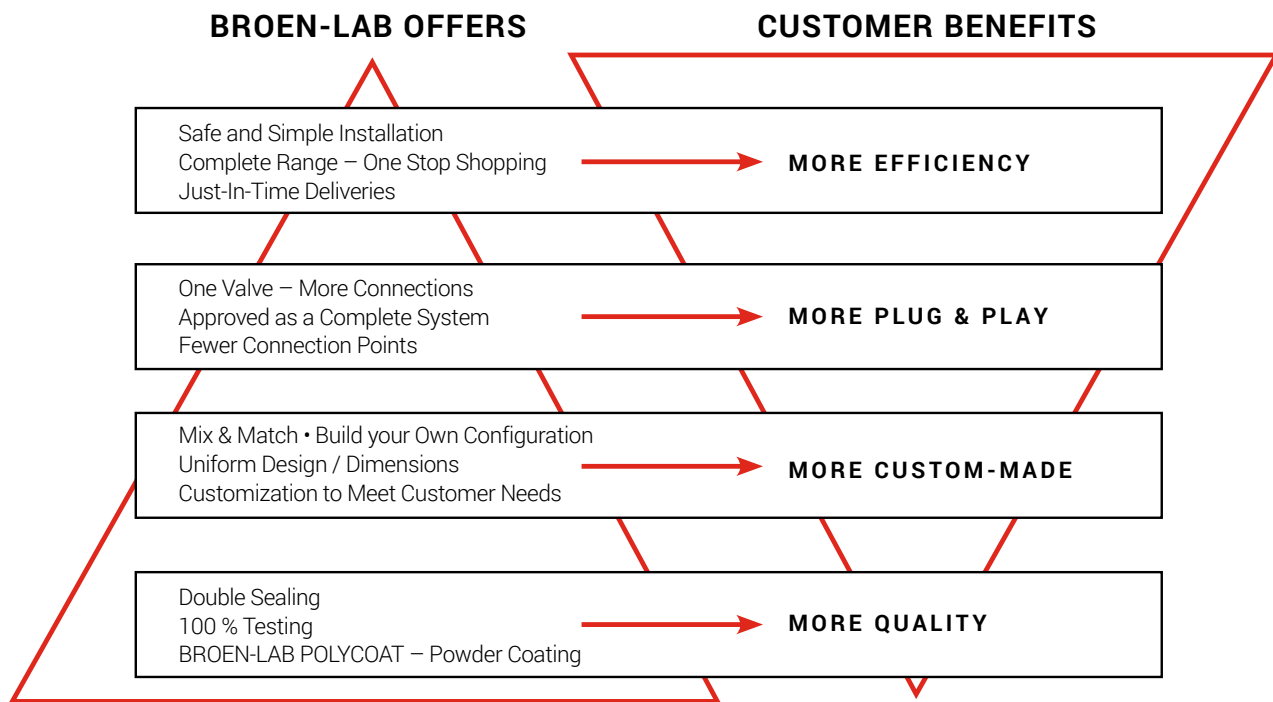 BROEN-LAB OFFERS
CUSTOMER BENEFITS
Safe and Simple Installation
Complete Range – One Stop Shopping
Just-In-Time Deliveries
MORE EFFICIENCY
One Valve – More Connections
Approved as a Complete System
Fewer Connection Points
MORE PLUG & PLAY
Mix & Match • Build your Own Configuration
Uniform Design / Dimensions
Customization to Meet Customer Needs
MORE CUSTOM-MADE
Double Sealing
100 % Testing
BROEN-LAB POLYCOAT – Powder Coating
MORE QUALITY